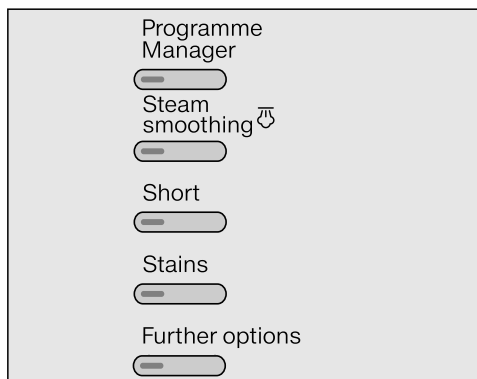 Programme
Manager
Steam
smoothing
Short
Stains
Further options